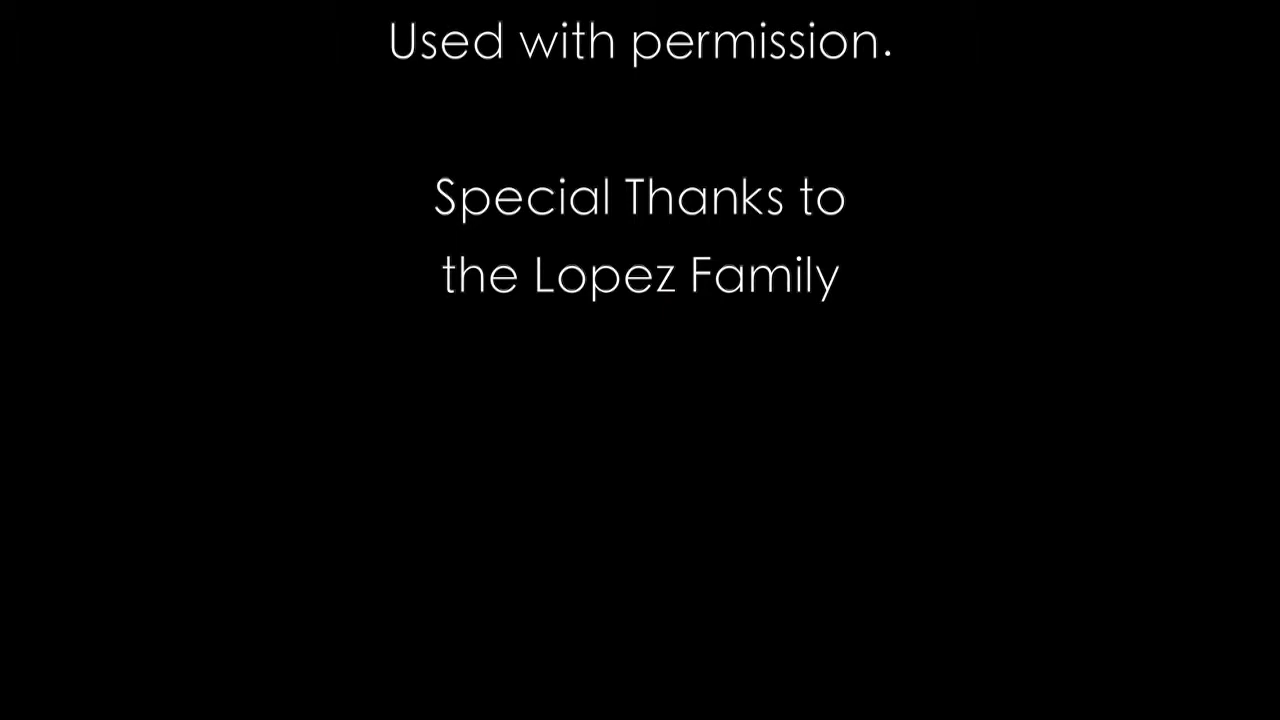 Used with permission.
Special Thanks to
the Lopez Family